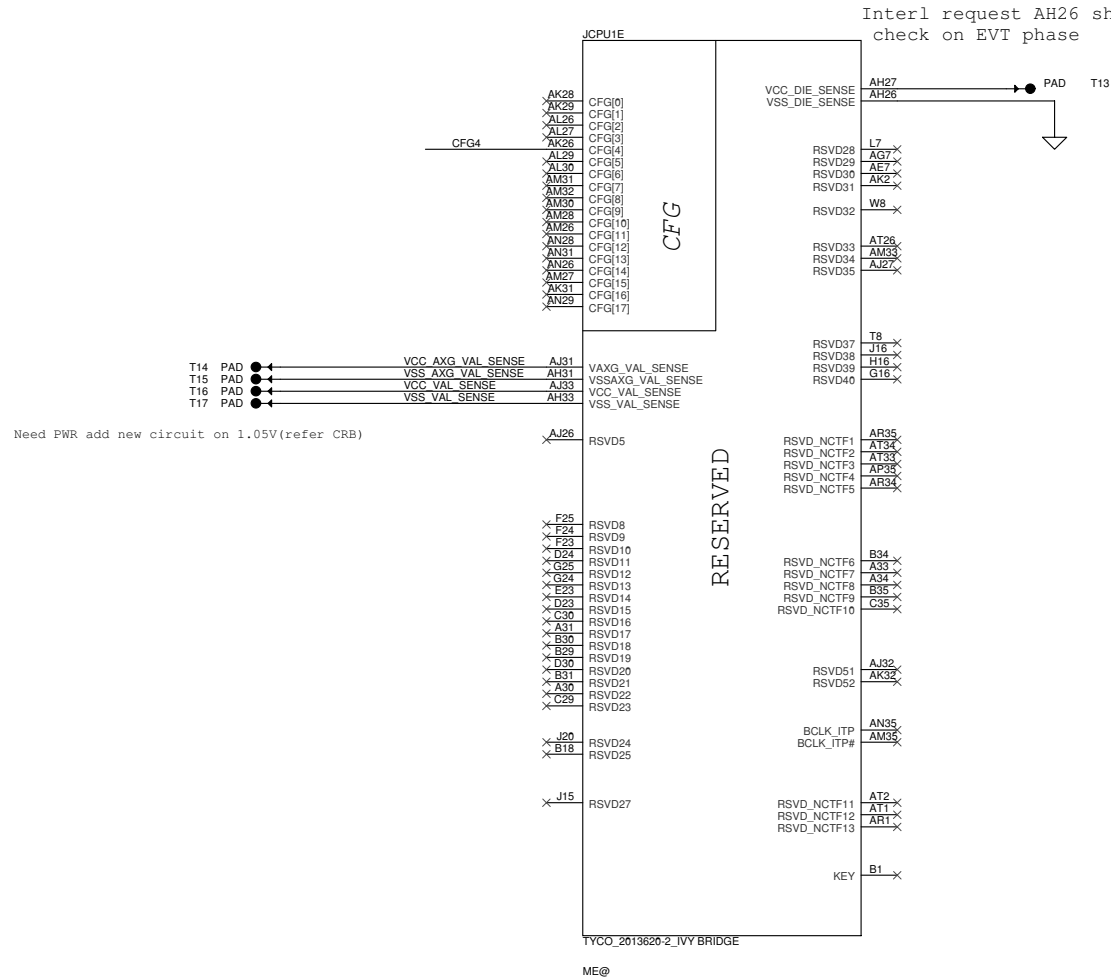 Interl request AH26 sh
check on EVT phase
JCPU1E
AK28 CFG[0]
AK29 CFG[1]
AL26 CFG[2]
AL27 CFG[3]
CFG4 AK26 CFG[4]
AL29 CFG[5]
AL30 CFG[6]
AM31 CFG[7]
AM32 CFG[8]
AM30 CFG[9]
AM28 CFG[10]
AM26 CFG[11]
AN28 CFG[12]
AN31 CFG[13]
AN26 CFG[14]
AM27 CFG[15]
AK31 CFG[16]
AN29 CFG[17]
CFG
T14 PAD VCC_AXG_VAL_SENSE AJ31 VAXG_VAL_SENSE
T15 PAD VSS_AXG_VAL_SENSE AH31 VSSAXG_VAL_SENSE
T16 PAD VCC_VAL_SENSE AJ33 VCC_VAL_SENSE
T17 PAD VSS_VAL_SENSE AH33 VSS_VAL_SENSE
Need PWR add new circuit on 1.05V(refer CRB)
AJ26 RSVD5
F25 RSVD8
F24 RSVD9
F23 RSVD10
D24 RSVD11
G25 RSVD12
G24 RSVD13
E23 RSVD14
D23 RSVD15
C30 RSVD16
A31 RSVD17
B30 RSVD18
B29 RSVD19
D30 RSVD20
B31 RSVD21
A30 RSVD22
C29 RSVD23
J20 RSVD24
B18 RSVD25
J15 RSVD27
RESERVED
VCC_DIE_SENSE AH27 PAD T13
VSS_DIE_SENSE AH26
RSVD28 L7
RSVD29 AG7
RSVD30 AE7
RSVD31 AK2
RSVD32 W8
RSVD33 AT26
RSVD34 AM33
RSVD35 AJ27
RSVD37 T8
RSVD38 J16
RSVD39 H16
RSVD40 G16
RSVD_NCTF1 AR35
RSVD_NCTF2 AT34
RSVD_NCTF3 AT33
RSVD_NCTF4 AP35
RSVD_NCTF5 AR34
RSVD_NCTF6 B34
RSVD_NCTF7 A33
RSVD_NCTF8 A34
RSVD_NCTF9 B35
RSVD_NCTF10 C35
RSVD51 AJ32
RSVD52 AK32
BCLK_ITP AN35
BCLK_ITP# AM35
RSVD_NCTF11 AT2
RSVD_NCTF12 AT1
RSVD_NCTF13 AR1
KEY B1
TYCO_2013620-2_IVY BRIDGE
ME@